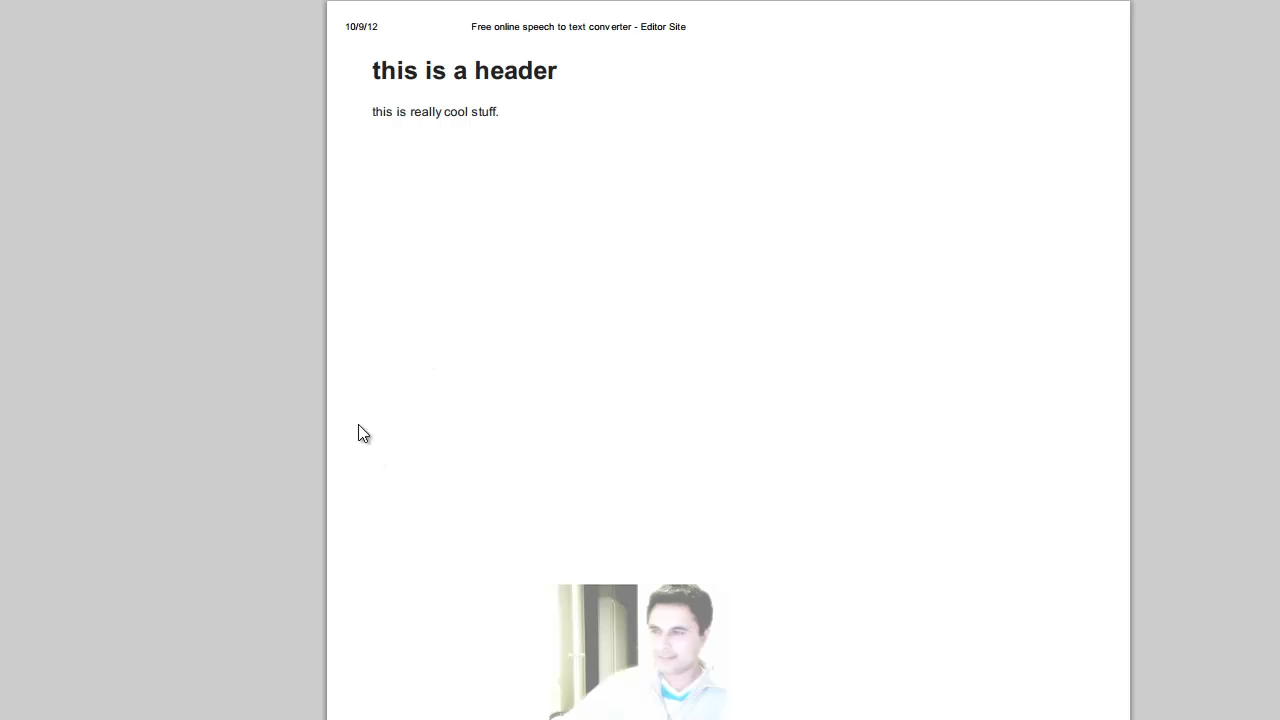 10/9/12 Free online speech to text converter - Editor Site
this is a header
this is really cool stuff.